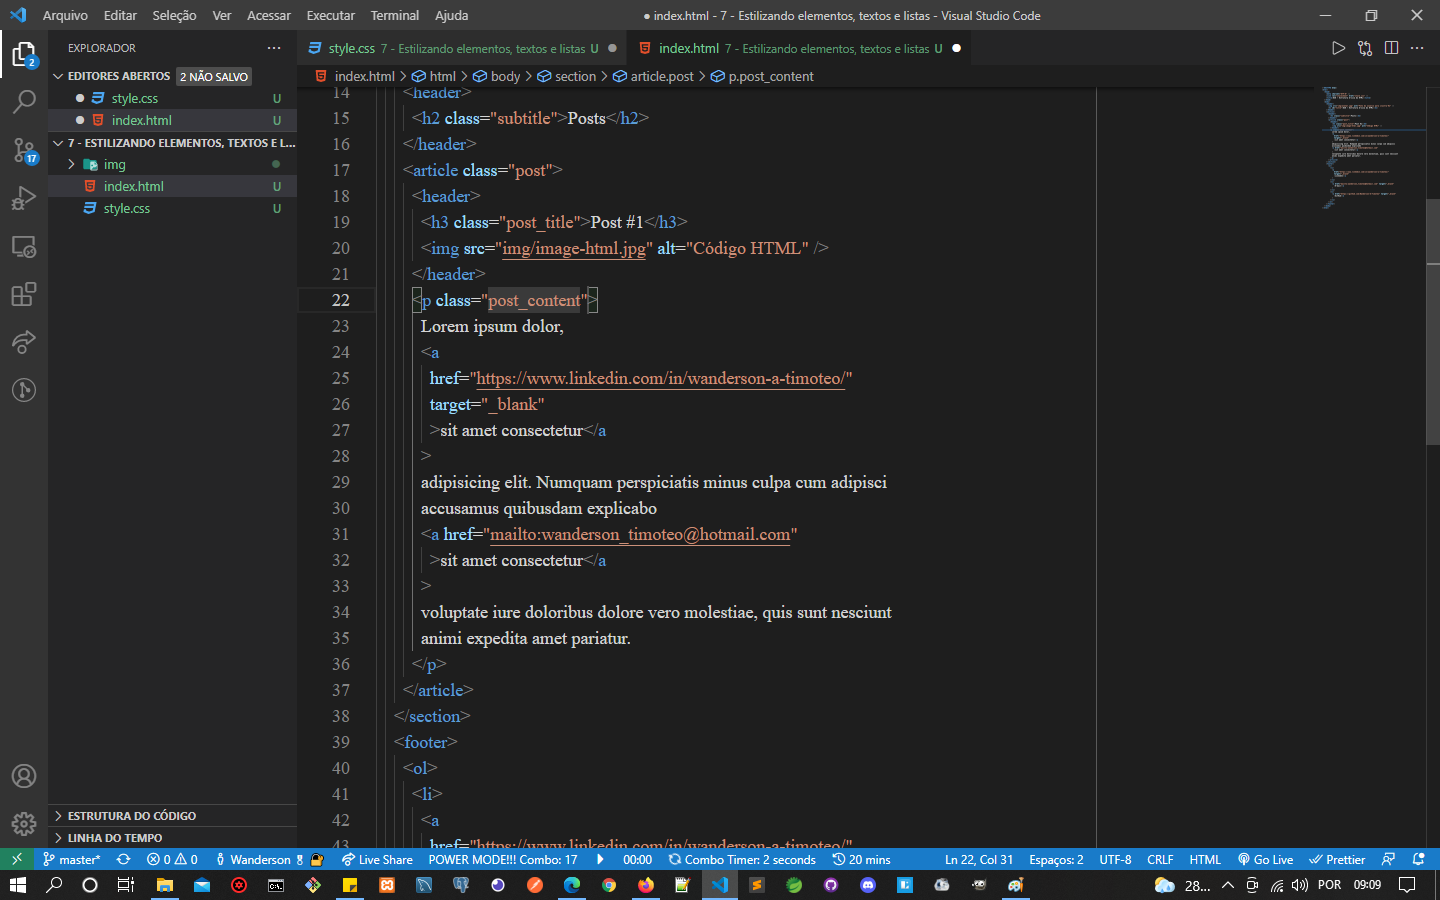 Arquivo Editar Seleção Ver Acessar Executar Terminal Ajuda
● index.html - 7 - Estilizando elementos, textos e listas - Visual Studio Code
EXPLORADOR ···
style.css 7 - Estilizando elementos, textos e listas U ●
index.html 7 - Estilizando elementos, textos e listas U ●
index.html > html > body > section > article.post > p.post_content
EDITORES ABERTOS 2 NÃO SALVO
● style.css U
● index.html U
7 - ESTILIZANDO ELEMENTOS, TEXTOS E L...
img
index.html U
style.css U
2
17
14 <header>
15 <h2 class="subtitle">Posts</h2>
16 </header>
17 <article class="post">
18 <header>
19 <h3 class="post_title">Post #1</h3>
20 <img src="img/image-html.jpg" alt="Código HTML" />
21 </header>
22 <p class="post_content">
23 Lorem ipsum dolor,
24 <a
25 href="https://www.linkedin.com/in/wanderson-a-timoteo/"
26 target="_blank"
27 >sit amet consectetur</a
28 >
29 adipisicing elit. Numquam perspiciatis minus culpa cum adipisci
30 accusamus quibusdam explicabo
31 <a href="mailto:wanderson_timoteo@hotmail.com"
32 >sit amet consectetur</a
33 >
34 voluptate iure doloribus dolore vero molestiae, quis sunt nesciunt
35 animi expedita amet pariatur.
36 </p>
37 </article>
38 </section>
39 <footer>
40 <ol>
41 <li>
42 <a
43 href="https://www.linkedin.com/in/wanderson-a-timoteo/"
ESTRUTURA DO CÓDIGO
LINHA DO TEMPO
master* 0 0 Wanderson Live Share POWER MODE!!! Combo: 17 00:00 Combo Timer: 2 seconds 20 mins Ln 22, Col 31 Espaços: 2 UTF-8 CRLF HTML Go Live Prettier
28... POR 09:09